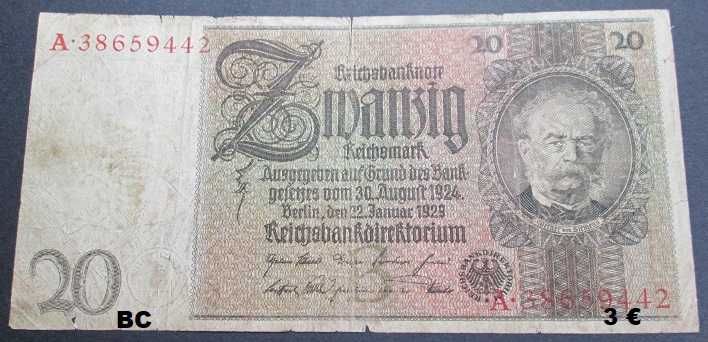 A·38659442
20 20
Reichsbanknote
Zwanzig
Reichsmark
Ausgegeben auf Grund des Bank-
gesetzes vom 30. August 1924.
Berlin, den 22. Januar 1929
Reichsbankdirektorium
REICHSBANKDIREKTORIUM
A·38659442
20
BC
3 €